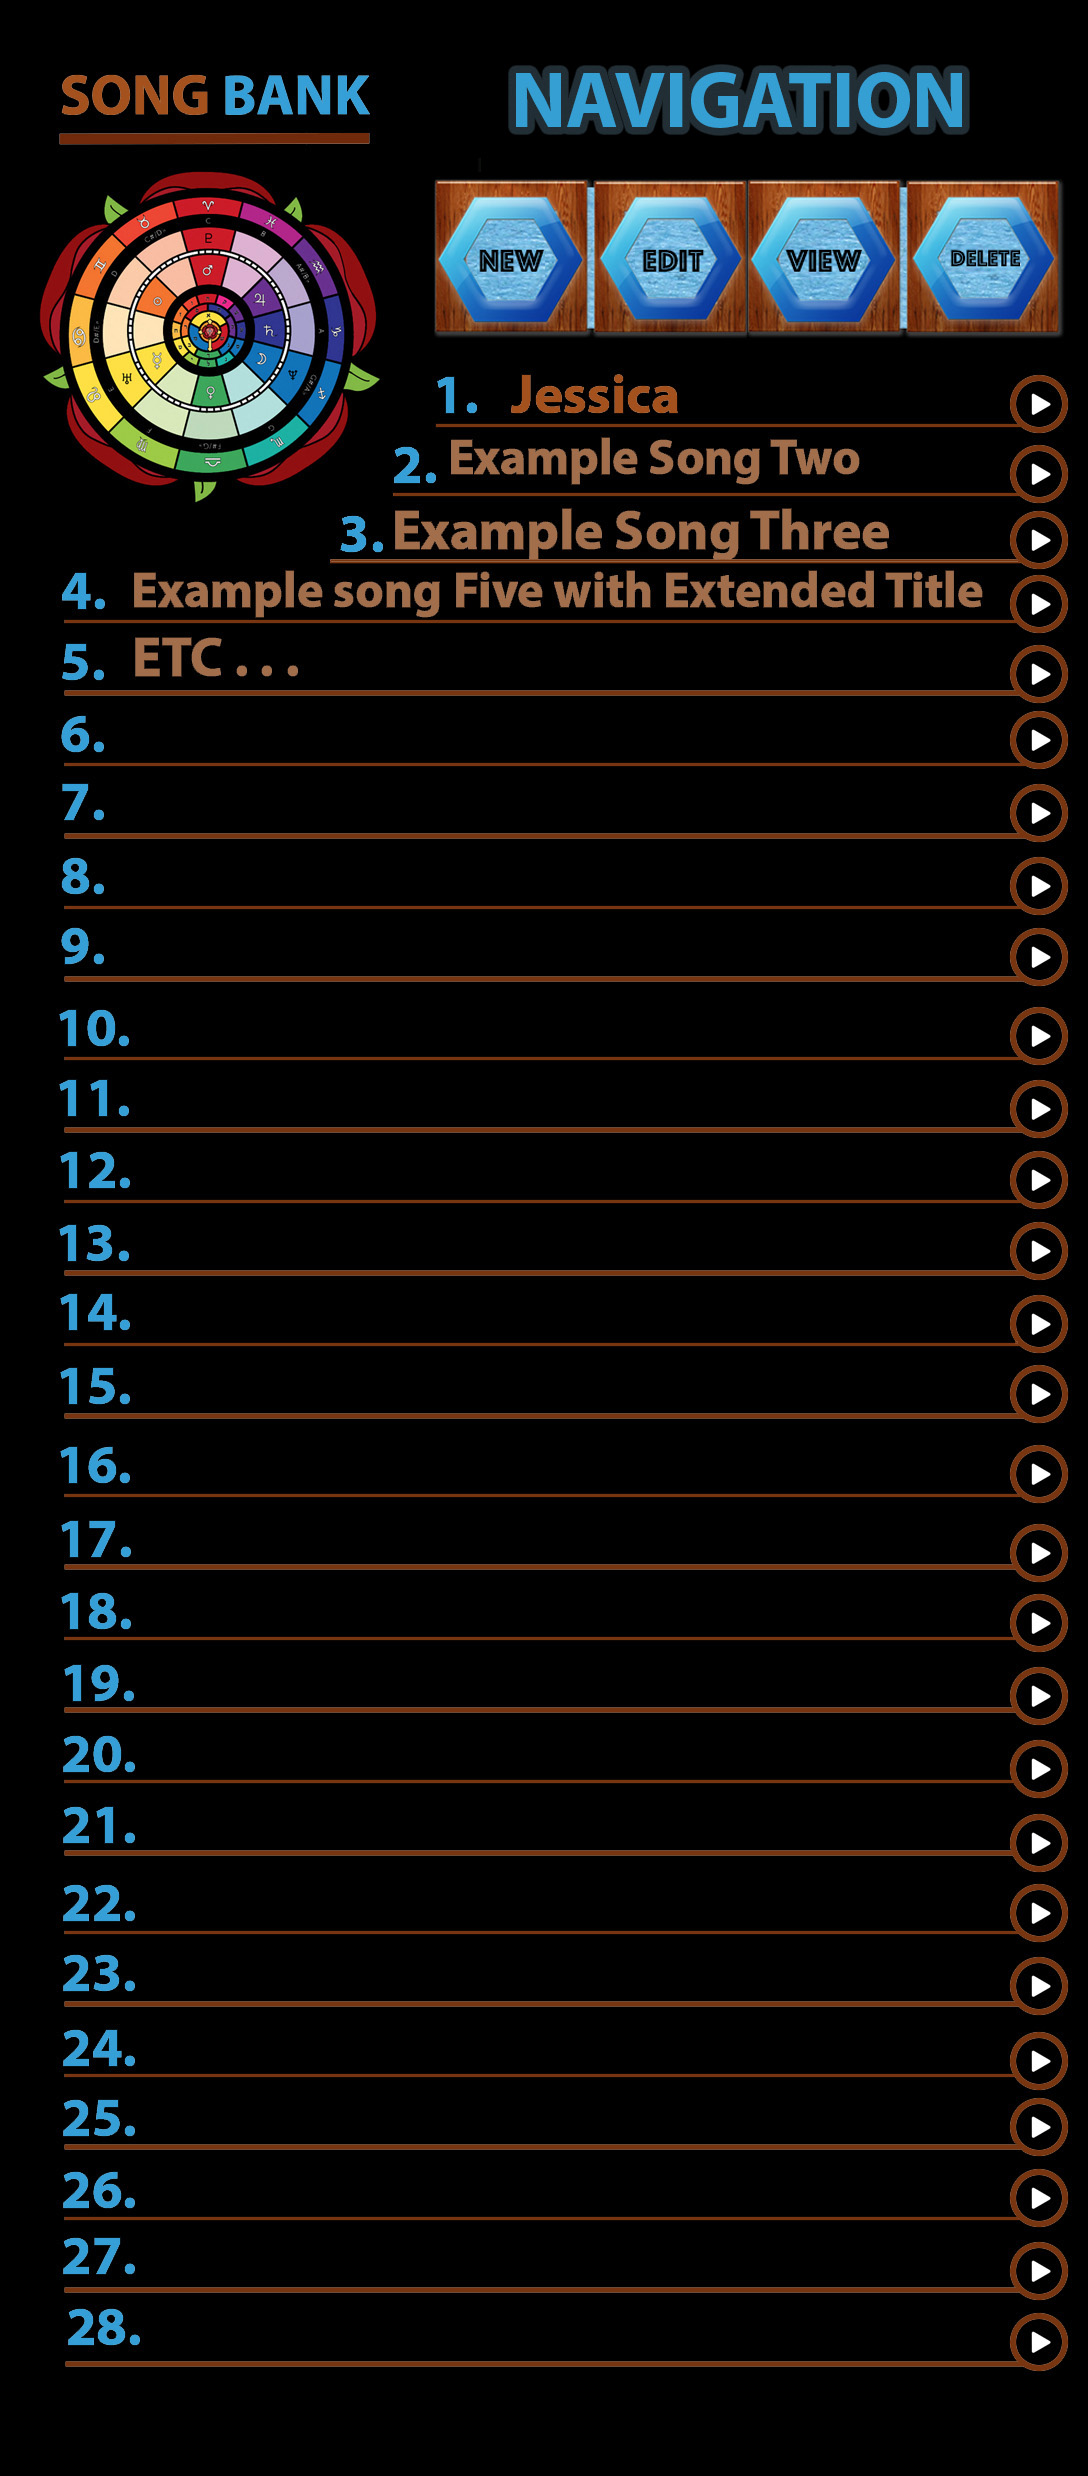 SONG BANK
NAVIGATION
NEW EDIT VIEW DELETE
1. Jessica
2. Example Song Two
3. Example Song Three
4. Example song Five with Extended Title
5. ETC . . .
6.
7.
8.
9.
10.
11.
12.
13.
14.
15.
16.
17.
18.
19.
20.
21.
22.
23.
24.
25.
26.
27.
28.